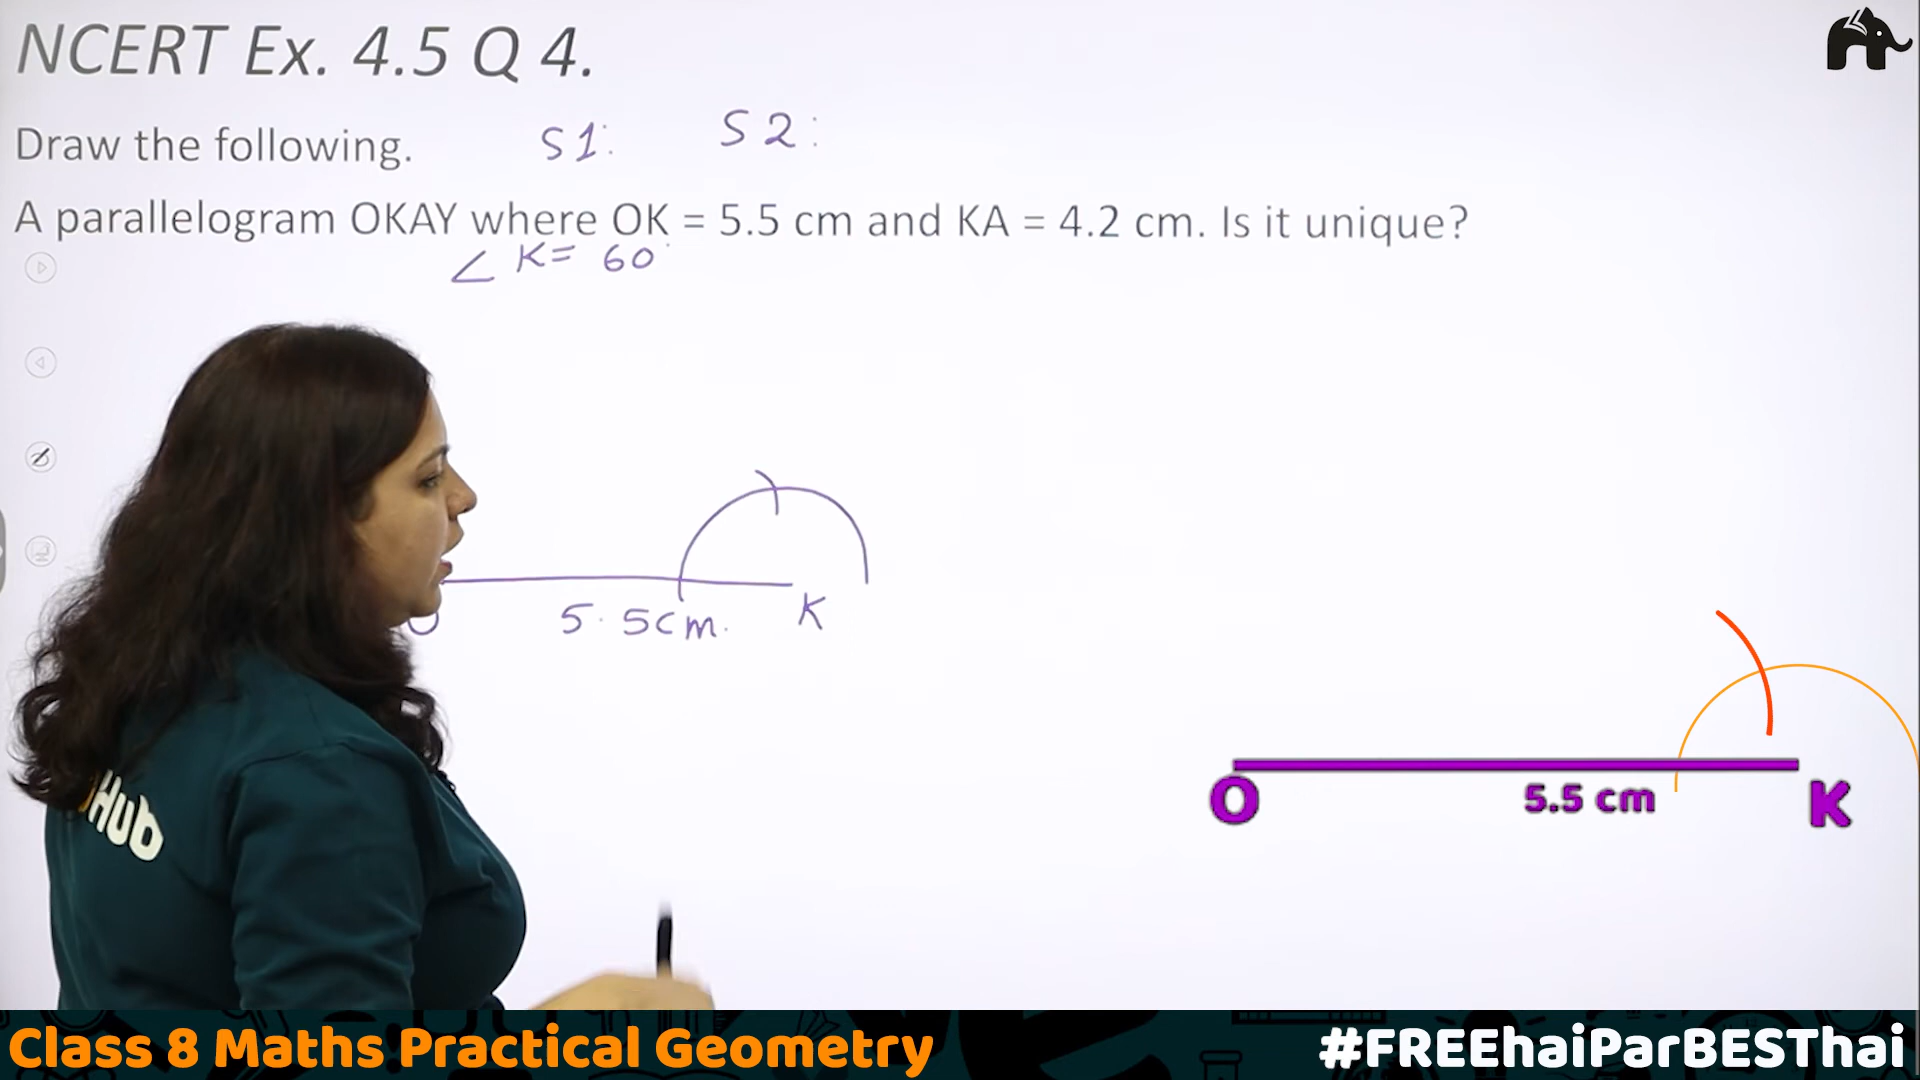 NCERT Ex. 4.5 Q 4.
Draw the following. S1: S2:
A parallelogram OKAY where OK = 5.5 cm and KA = 4.2 cm. Is it unique?
∠ K = 60°
O 5.5cm. K
O 5.5 cm K
Hub
Class 8 Maths Practical Geometry #FREEhaiParBESThai